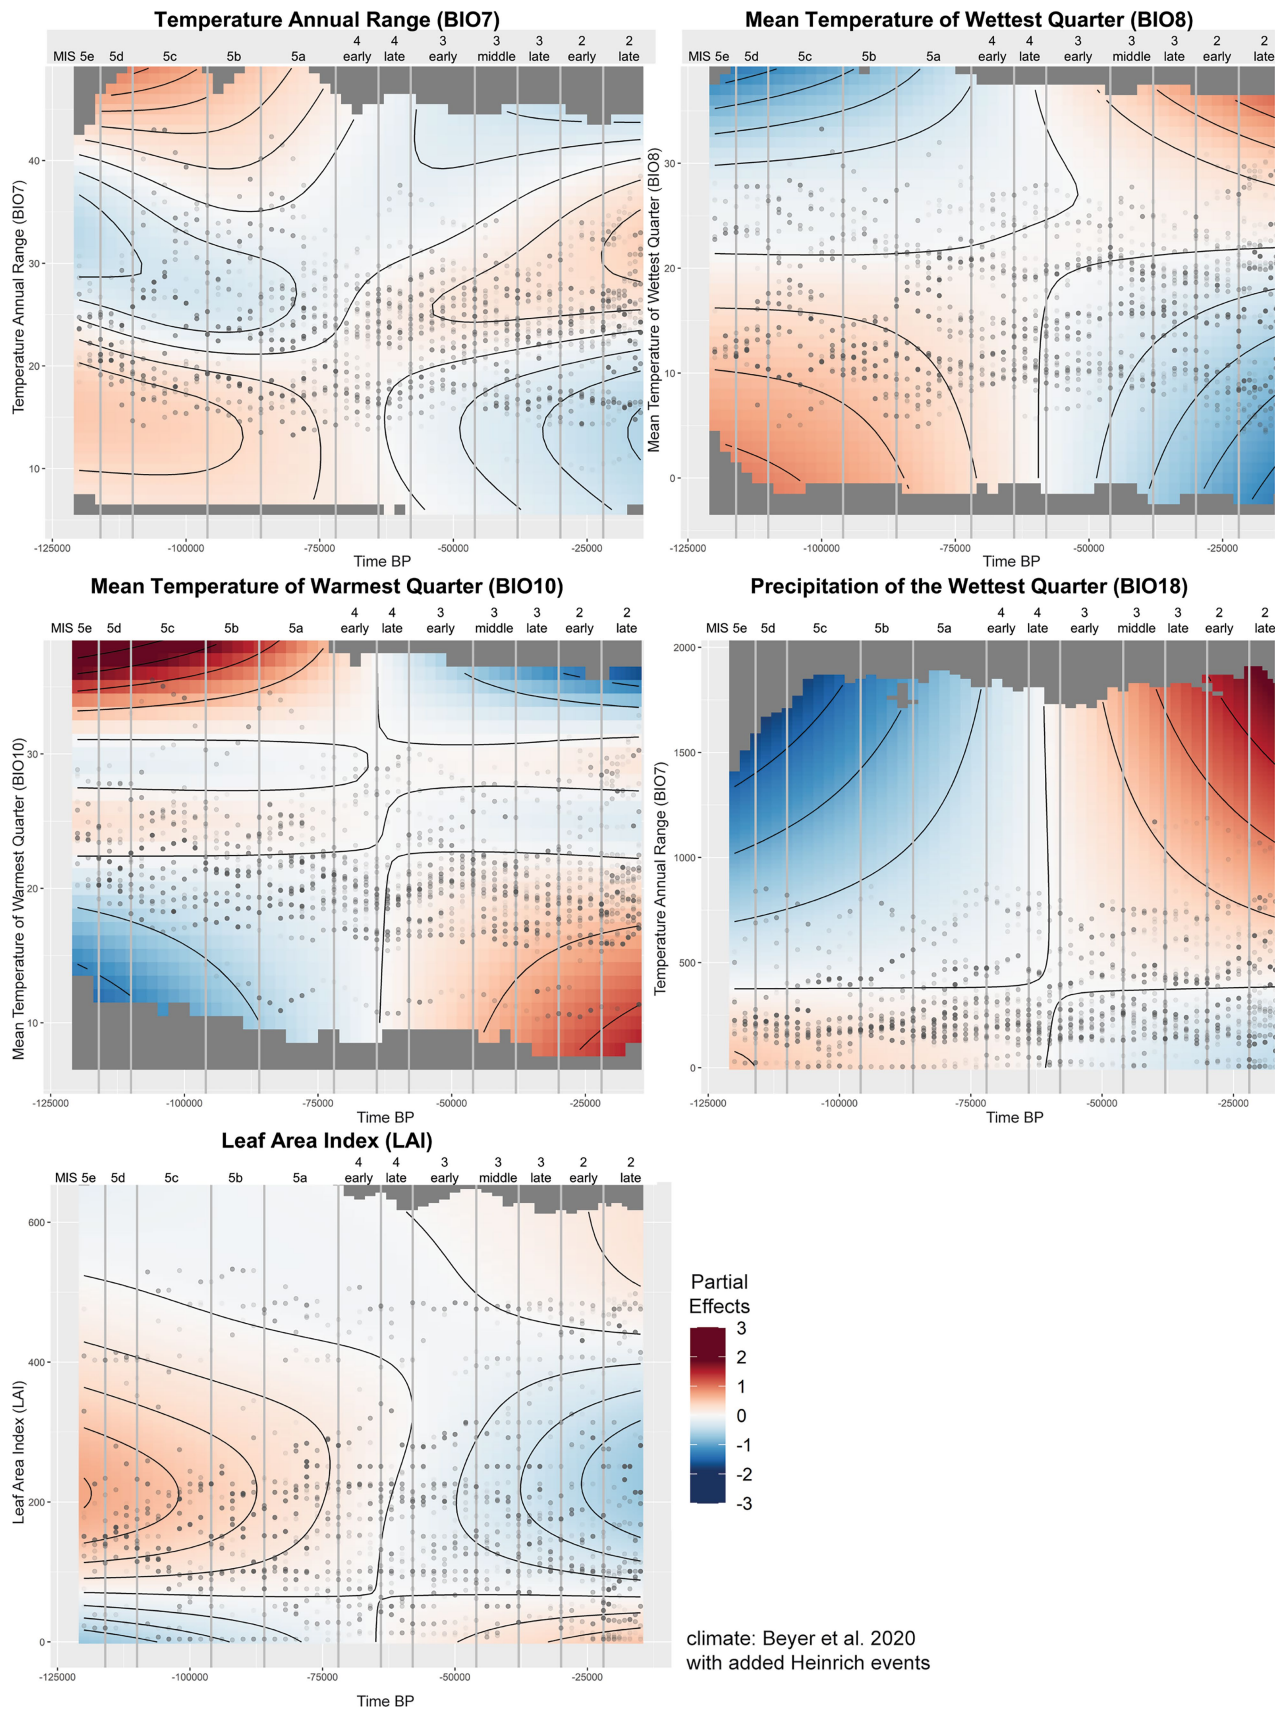 Temperature Annual Range (BIO7)
MIS 5e 5d 5c 5b 5a 4 early 4 late 3 early 3 middle 3 late 2 early 2 late
Temperature Annual Range (BIO7)
40
30
20
10
-125000 -100000 -75000 -50000 -25000
Time BP
Mean Temperature of Wettest Quarter (BIO8)
MIS 5e 5d 5c 5b 5a 4 early 4 late 3 early 3 middle 3 late 2 early 2 late
Mean Temperature of Wettest Quarter (BIO8)
30
20
10
0
-125000 -100000 -75000 -50000 -25000
Time BP
Mean Temperature of Warmest Quarter (BIO10)
MIS 5e 5d 5c 5b 5a 4 early 4 late 3 early 3 middle 3 late 2 early 2 late
Mean Temperature of Warmest Quarter (BIO10)
30
20
10
-125000 -100000 -75000 -50000 -25000
Time BP
Precipitation of the Wettest Quarter (BIO18)
MIS 5e 5d 5c 5b 5a 4 early 4 late 3 early 3 middle 3 late 2 early 2 late
Temperature Annual Range (BIO7)
2000
1500
1000
500
0
-125000 -100000 -75000 -50000 -25000
Time BP
Leaf Area Index (LAI)
MIS 5e 5d 5c 5b 5a 4 early 4 late 3 early 3 middle 3 late 2 early 2 late
Leaf Area Index (LAI)
600
400
200
0
-125000 -100000 -75000 -50000 -25000
Time BP
Partial
Effects
3
2
1
0
-1
-2
-3
climate: Beyer et al. 2020
with added Heinrich events